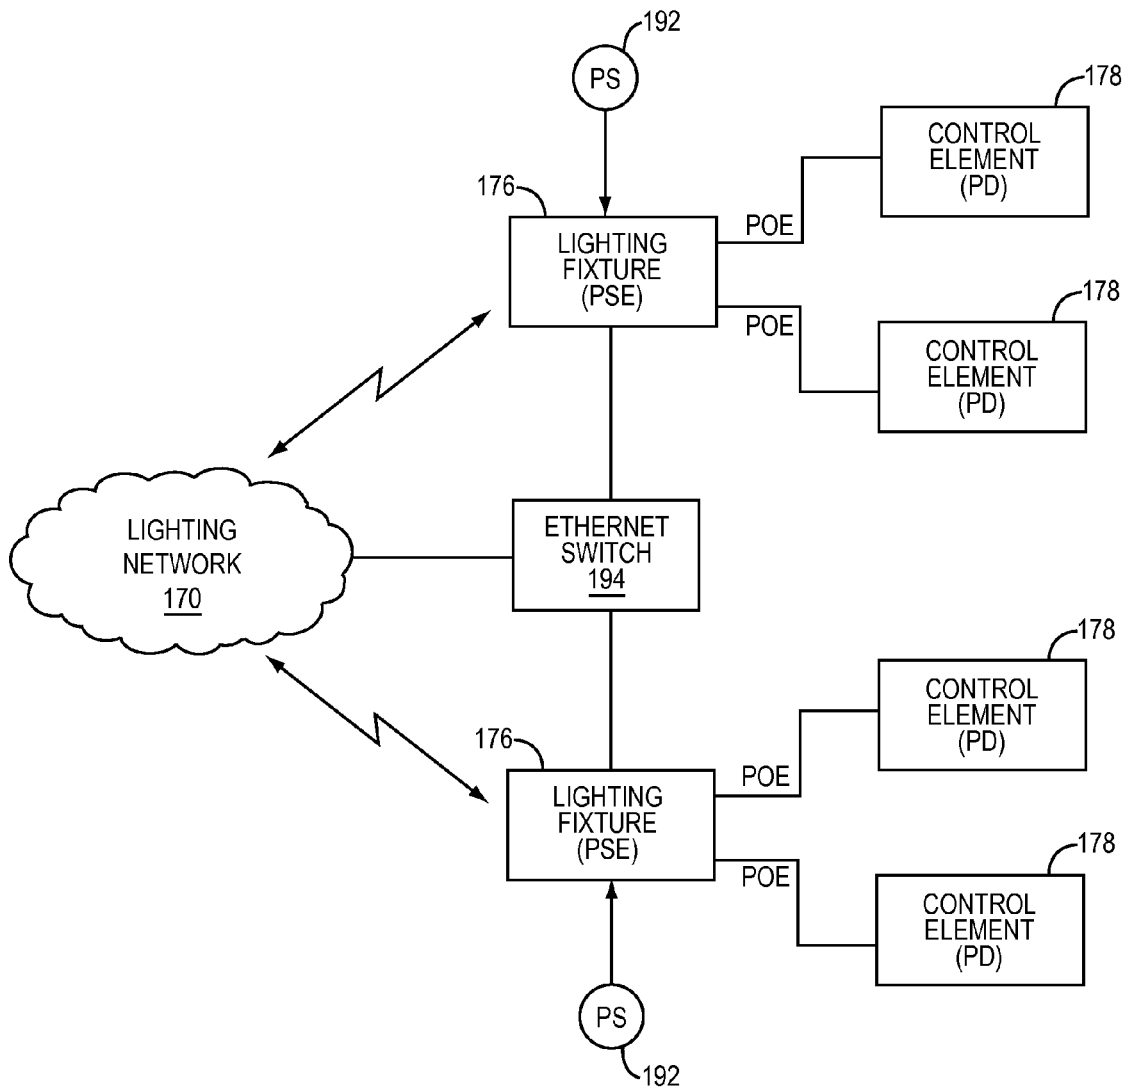 192
PS
178
CONTROL
ELEMENT
(PD)
176
POE
LIGHTING
FIXTURE
(PSE)
178
POE
CONTROL
ELEMENT
(PD)
LIGHTING
NETWORK
170
ETHERNET
SWITCH
194
178
CONTROL
ELEMENT
(PD)
176
POE
LIGHTING
FIXTURE
(PSE)
178
POE
CONTROL
ELEMENT
(PD)
PS
192